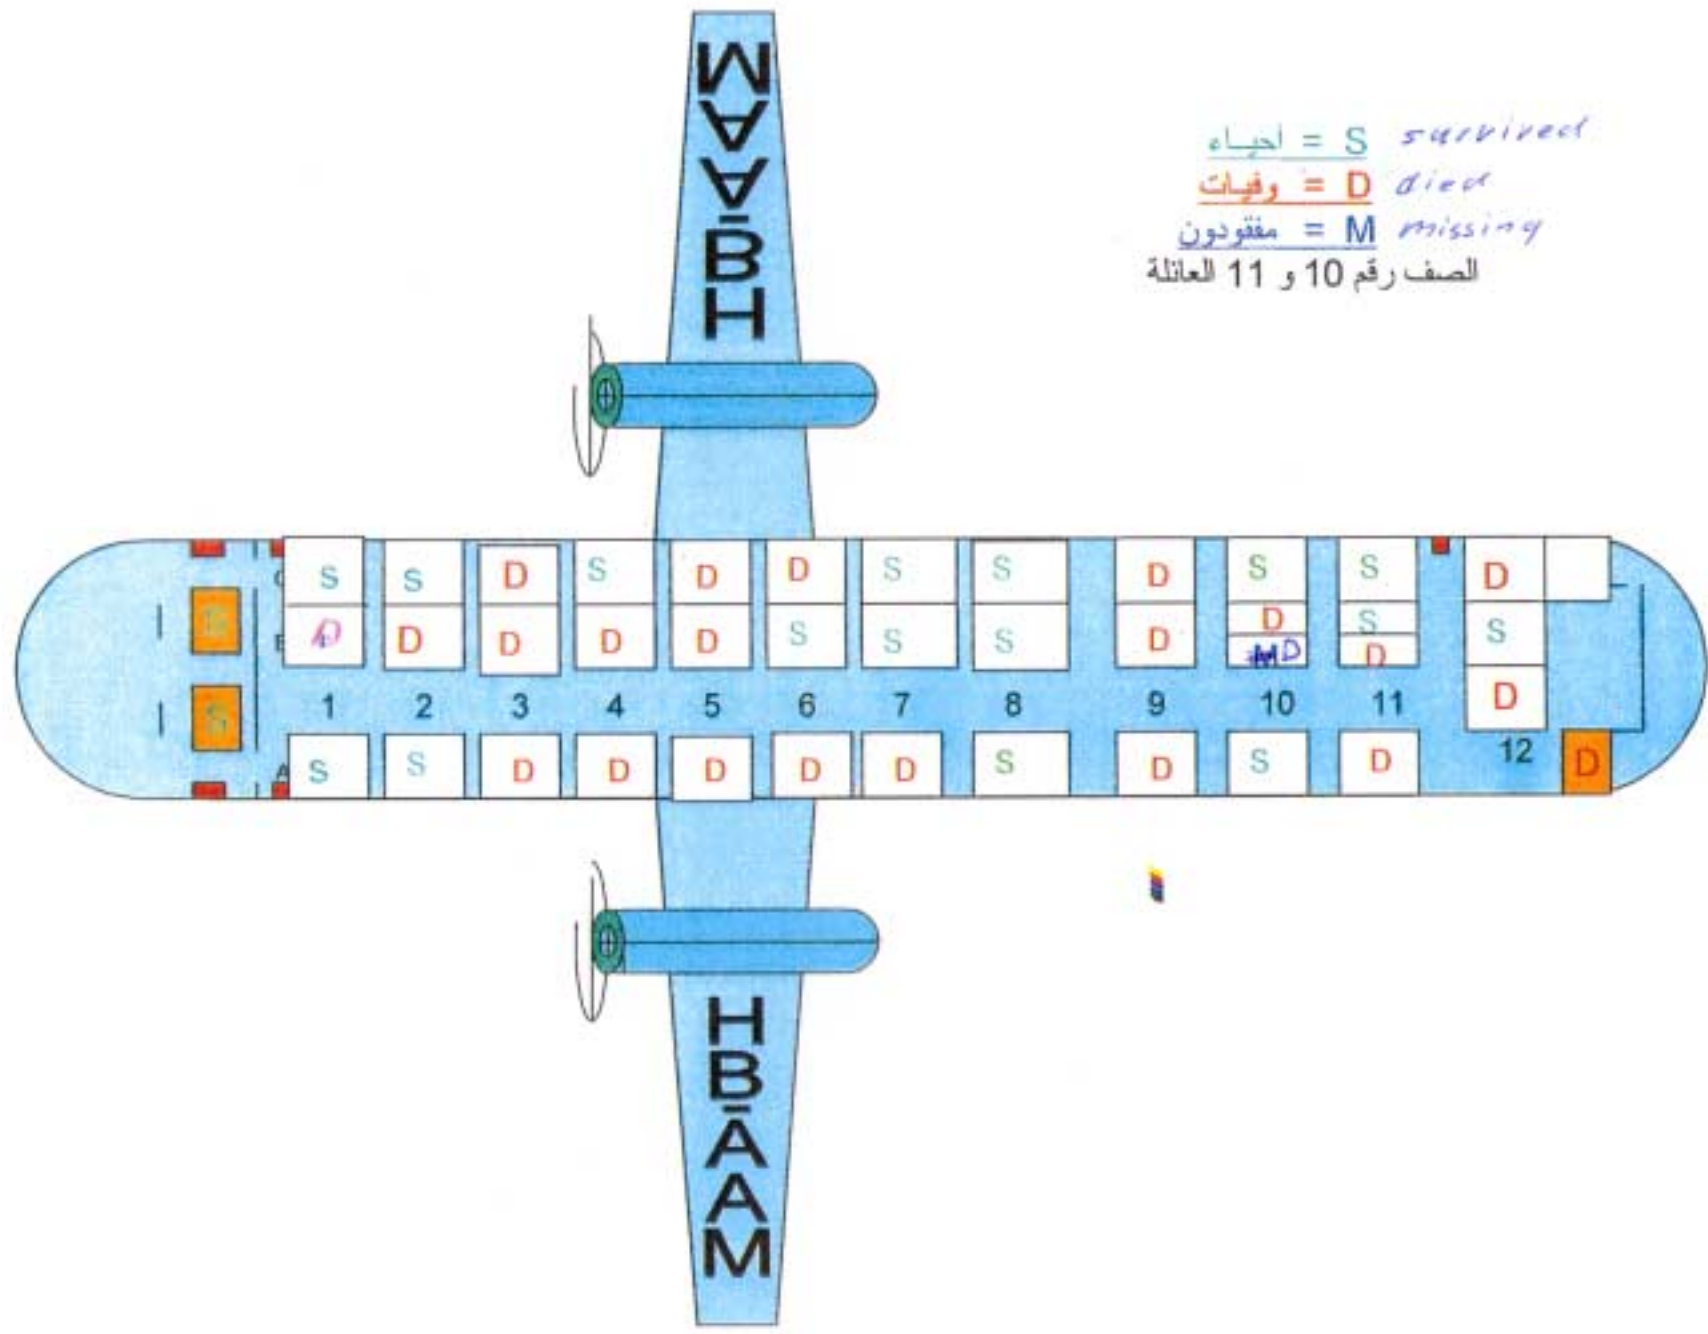 HB-AAM
S = احياء survived
D = وفيات died
M = مفقودون missing
الصف رقم 10 و 11 العائلة
S S D S D D S S D S S D
S D D D D D S S S D D S S
S D D D
1 2 3 4 5 6 7 8 9 10 11
S S S D D D D D S D S D
12 D
HB-AAM